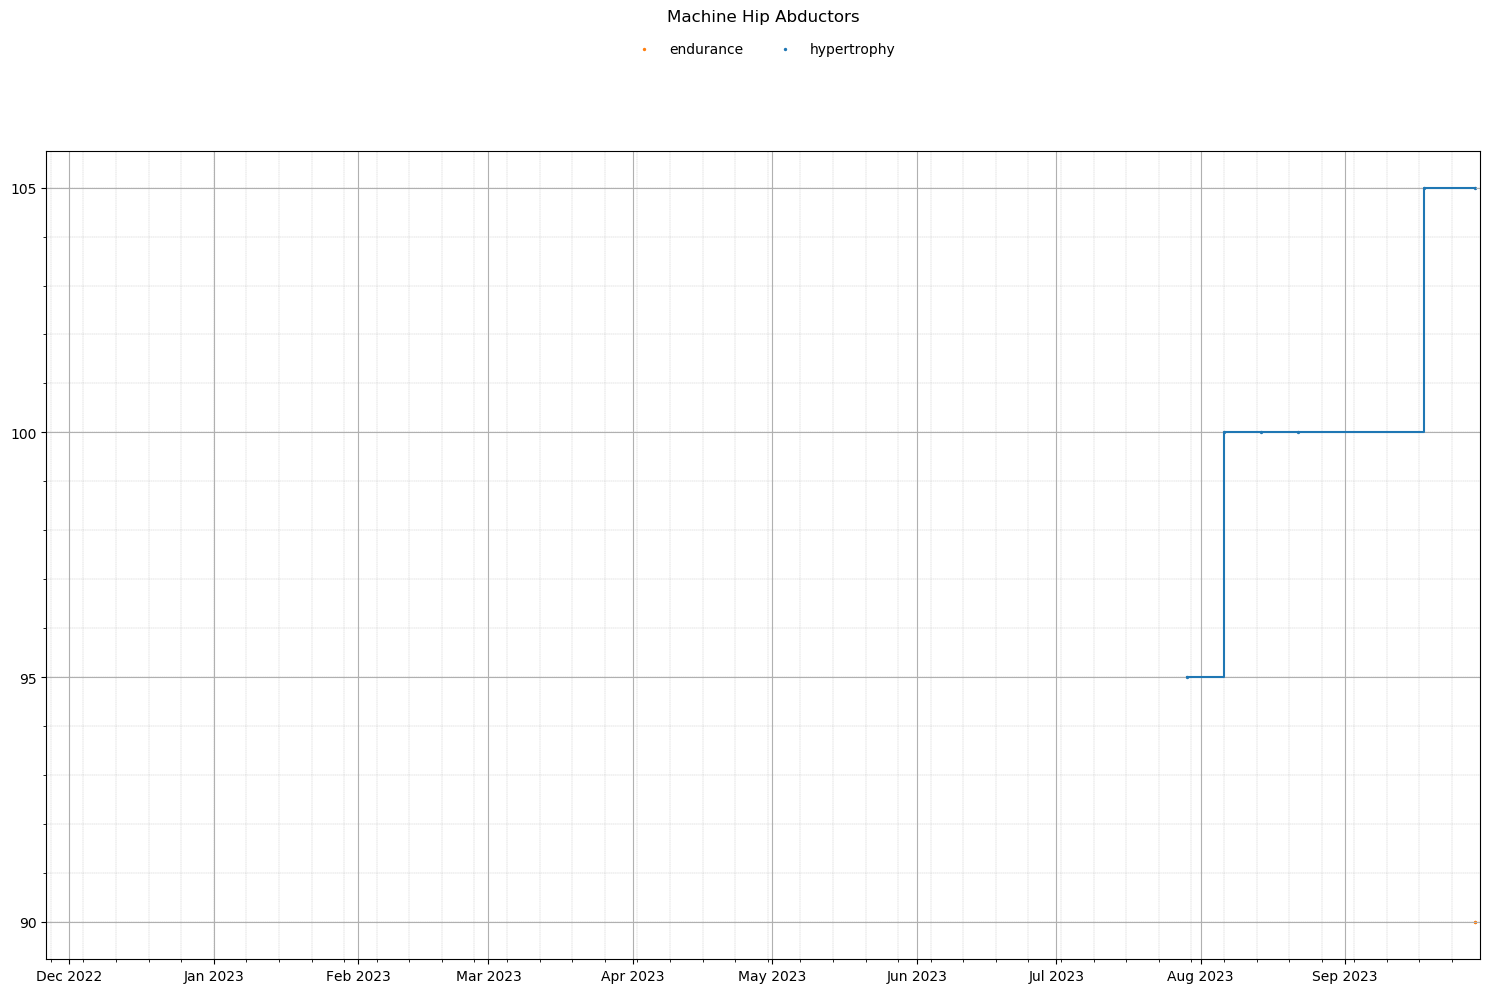 Machine Hip Abductors
endurance hypertrophy
105
100
95
90
Dec 2022 Jan 2023 Feb 2023 Mar 2023 Apr 2023 May 2023 Jun 2023 Jul 2023 Aug 2023 Sep 2023